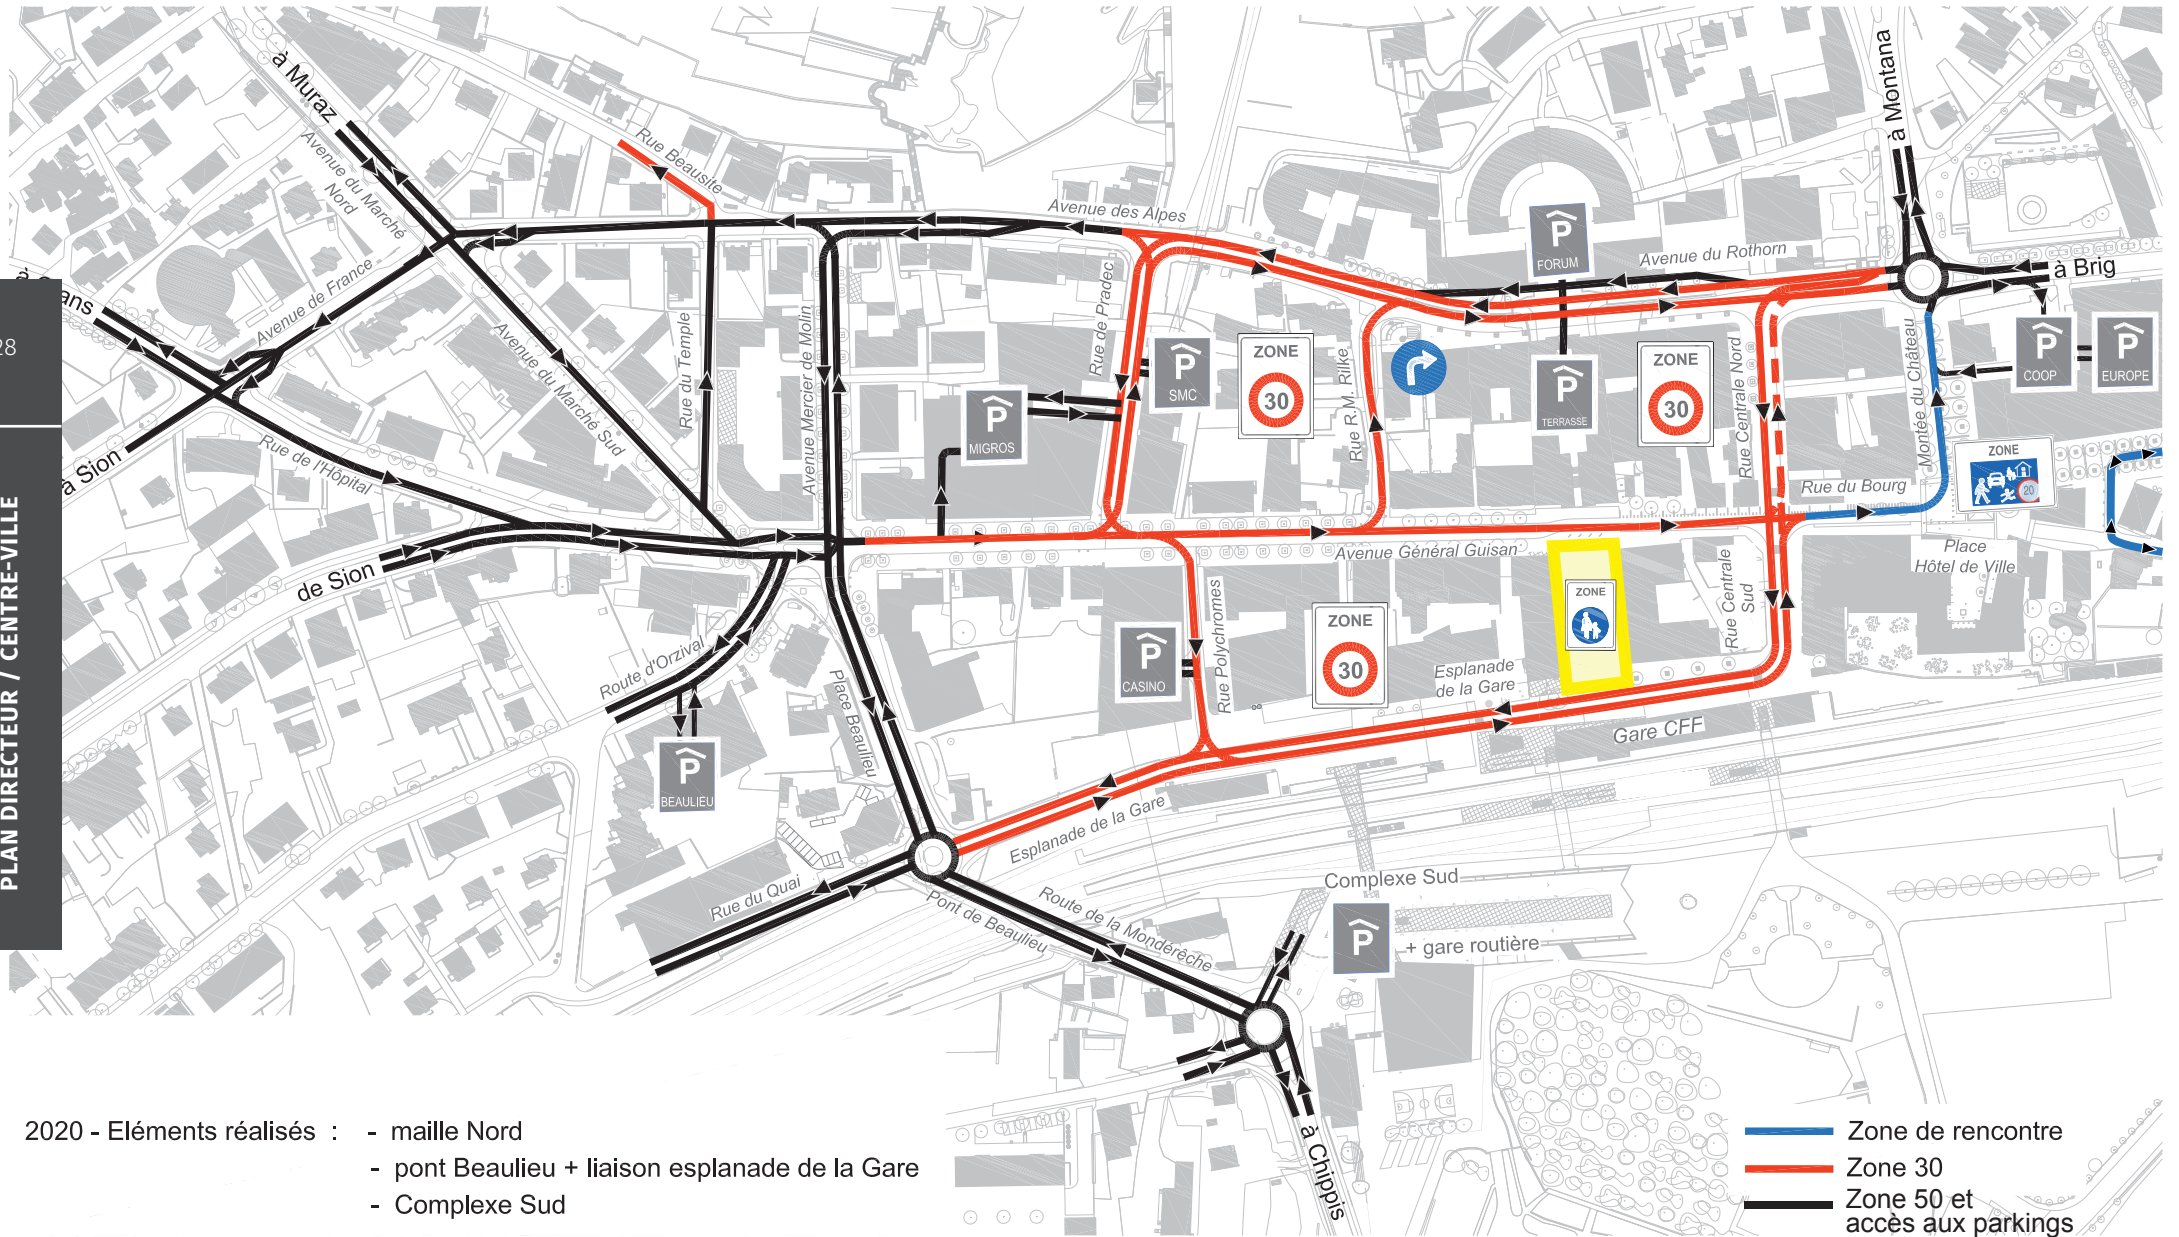 à Muraz
Avenue du Marché
Nord
Rue Beausite
Avenue des Alpes
à Montana
P
FORUM
Avenue du Rothorn
à Brig
Avenue de France
28
Avenue du Marché Sud
Rue du Temple
Avenue Mercier de Molin
Rue de Pradec
P
SMC
ZONE
30
Rue R.M. Rilke
P
TERRASSE
ZONE
30
Rue Centrale Nord
Montée du Château
P
COOP
P
EUROPE
P
MIGROS
à Sion
Rue de l'Hôpital
ZONE
20
Rue du Bourg
de Sion
Avenue Général Guisan
Place
Hôtel de Ville
PLAN DIRECTEUR / CENTRE-VILLE
Route d'Orzival
Place Beaulieu
P
CASINO
Rue Polychromes
ZONE
30
Esplanade
de la Gare
ZONE
Rue Centrale
Sud
Gare CFF
P
BEAULIEU
Esplanade de la Gare
Rue du Quai
Pont de Beaulieu
Route de la Monderèche
Complexe Sud
P
+ gare routière
à Chippis
2020 - Eléments réalisés :   - maille Nord
- pont Beaulieu + liaison esplanade de la Gare
- Complexe Sud
Zone de rencontre
Zone 30
Zone 50 et
accès aux parkings